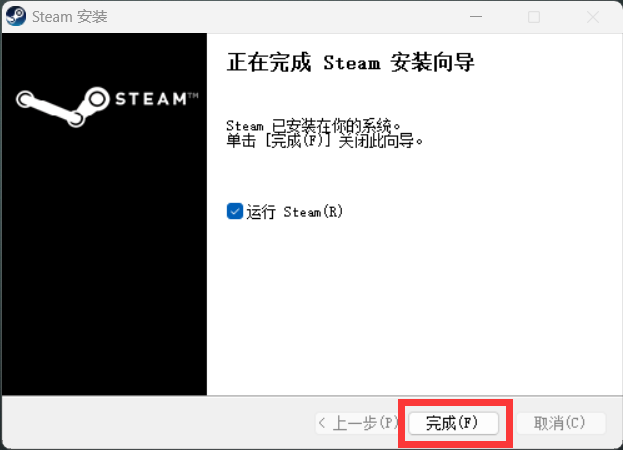 Steam 安装
STEAM™
正在完成 Steam 安装向导
Steam 已安装在你的系统。
单击 [完成(F)] 关闭此向导。
运行 Steam(R)
< 上一步(P)
完成(F)
取消(C)